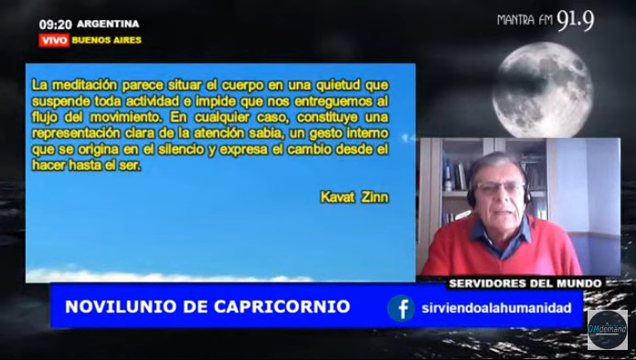 09:20 ARGENTINA
VIVO BUENOS AIRES
MANTRA FM 91.9
La meditación parece situar el cuerpo en una quietud que
suspende toda actividad e impide que nos entreguemos al
flujo del movimiento. En cualquier caso, constituye una
representación clara de la atención sabia, un gesto interno
que se origina en el silencio y expresa el cambio desde el
hacer hasta el ser.
Kavat Zinn
SERVIDORES DEL MUNDO
NOVILUNIO DE CAPRICORNIO
f sirviendoalahumanidad
ONdemand